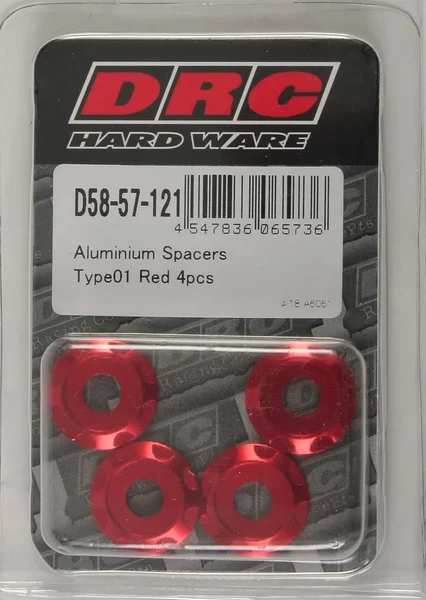 DRC
HARD WARE
D58-57-121
4 547836 065736
Aluminium Spacers
Type01 Red 4pcs